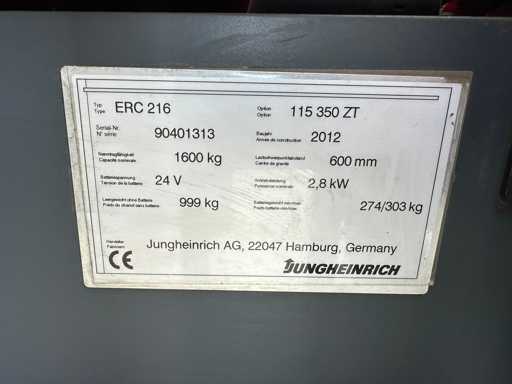 Typ Type ERC 216 Option Option 115 350 ZT
Serial-Nr. N° série 90401313 Baujahr Année de construction 2012
Nenntragfähigkeit Capacité nominale 1600 kg Lastschwerpunktabstand Centre de gravité 600 mm
Batteriespannung Tension de la batterie 24 V Antriebsleistung Puissance nominale 2,8 kW
Leergewicht ohne Batterie Poids du chariot sans batterie 999 kg Batteriegewicht min/max Poids batterie min/max 274/303 kg
Hersteller Fabricant Jungheinrich AG, 22047 Hamburg, Germany
CE JUNGHEINRICH